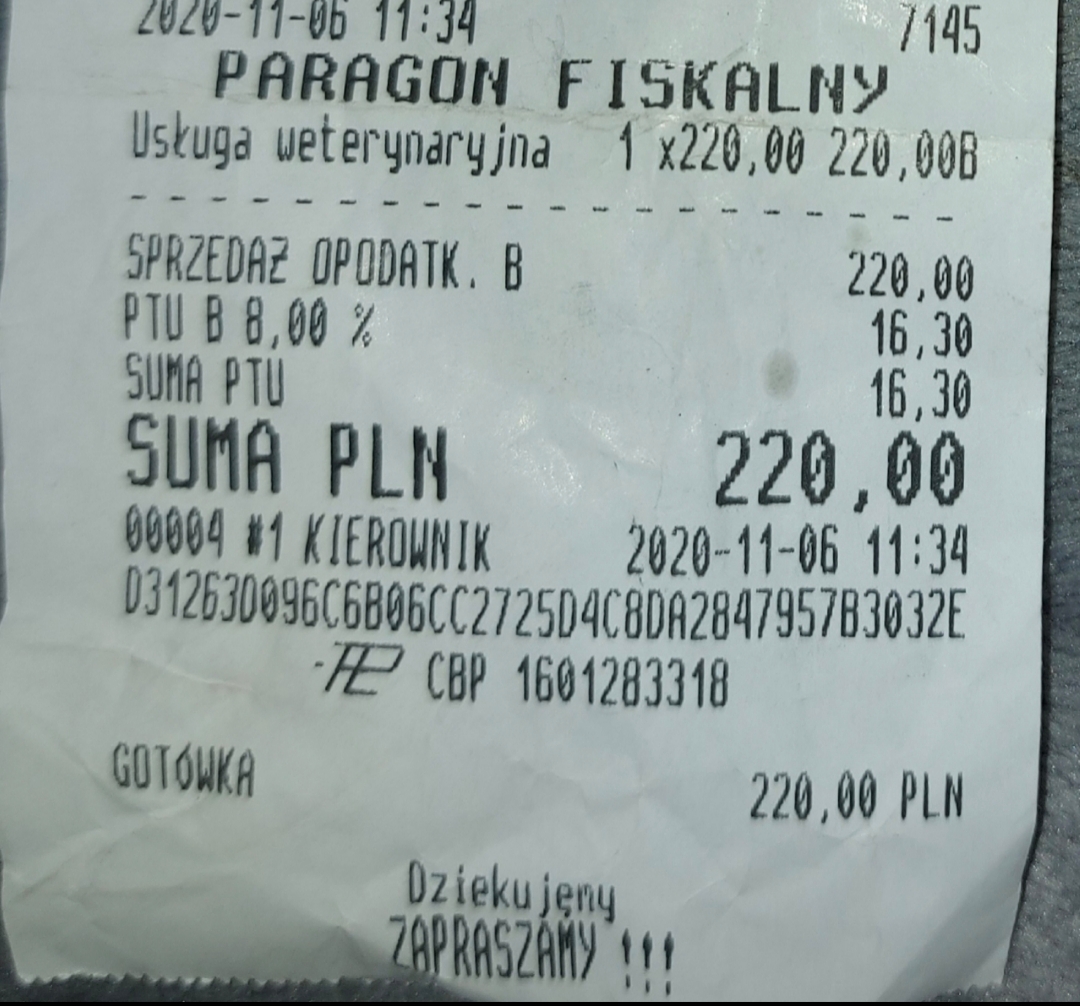 2020-11-06 11:34 7145
PARAGON FISKALNY
Usługa weterynaryjna 1 x220,00 220,00B
- - - - - - - - - - - - - - - - - - - -
SPRZEDAŻ OPODATK. B 220,00
PTU B 8,00 % 16,30
SUMA PTU 16,30
SUMA PLN 220,00
00004 #1 KIEROWNIK 2020-11-06 11:34
D31263D096C6B06CC2725D4C8DA2847957B3032E
CBP 1601283318
GOTÓWKA 220,00 PLN
Dziekujęmy
ZAPRASZAMY !!!